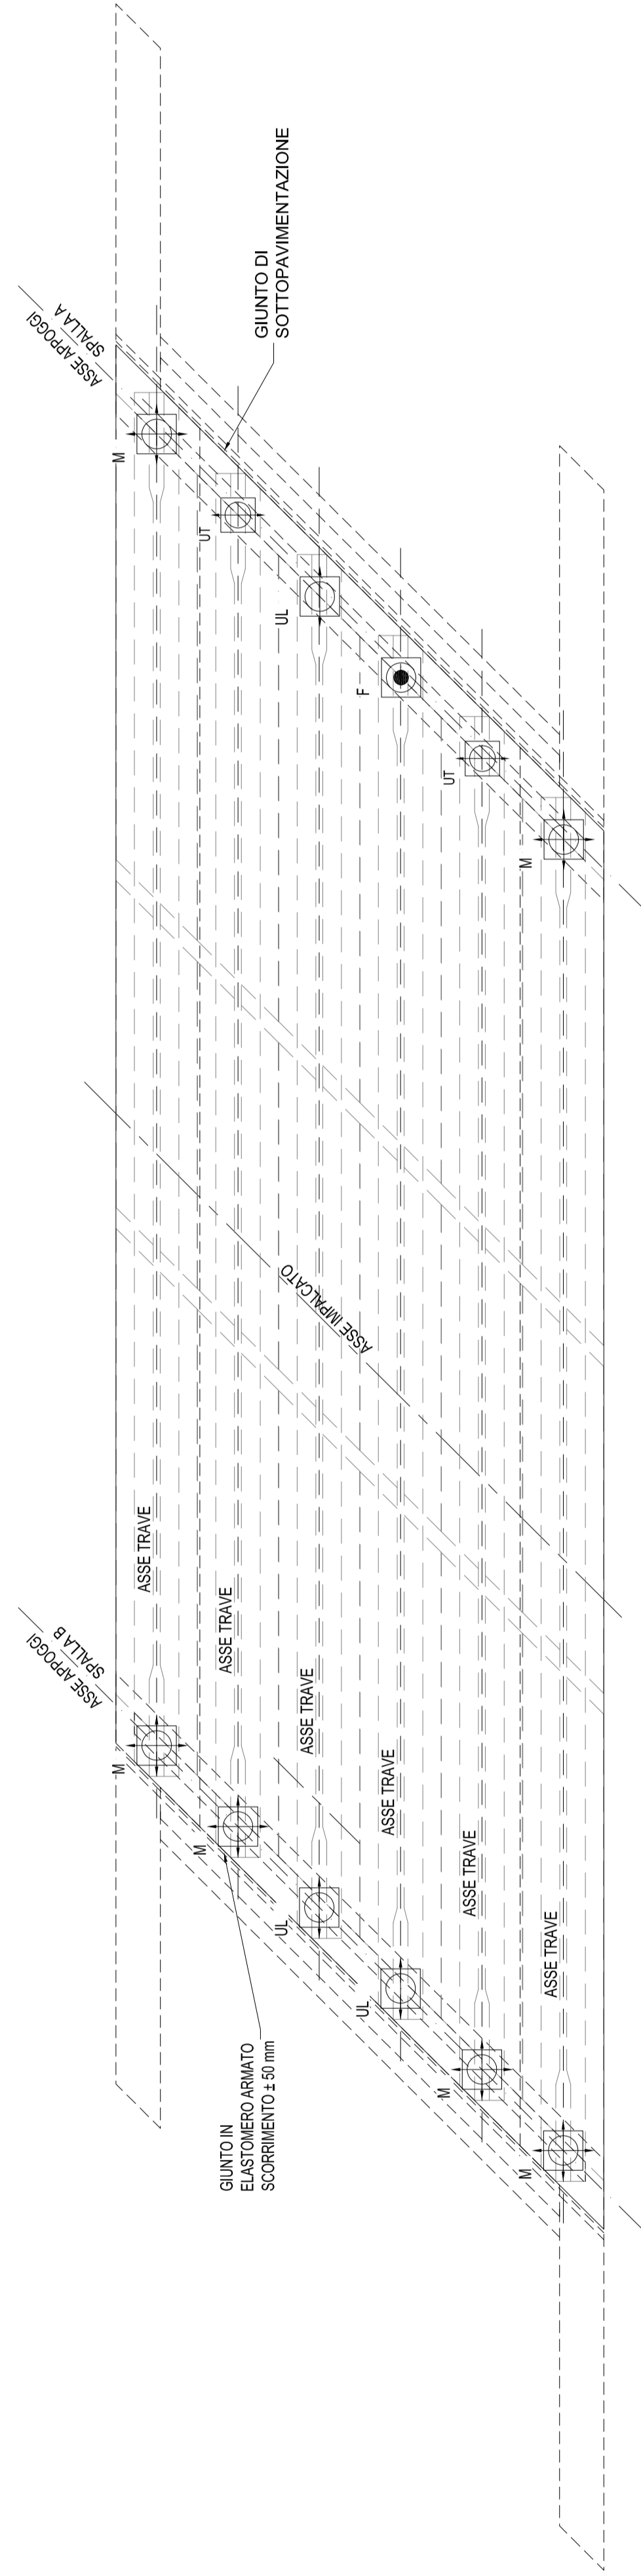 ASSE APPOGGI
SPALLA A
GIUNTO DI
SOTTOPAVIMENTAZIONE
M
UT
UL
F
UT
M
ASSE IMPALCATO
ASSE TRAVE
ASSE TRAVE
ASSE TRAVE
ASSE TRAVE
ASSE TRAVE
ASSE TRAVE
ASSE APPOGGI
SPALLA B
M
M
UL
UL
M
M
GIUNTO IN
ELASTOMERO ARMATO
SCORRIMENTO ± 50 mm